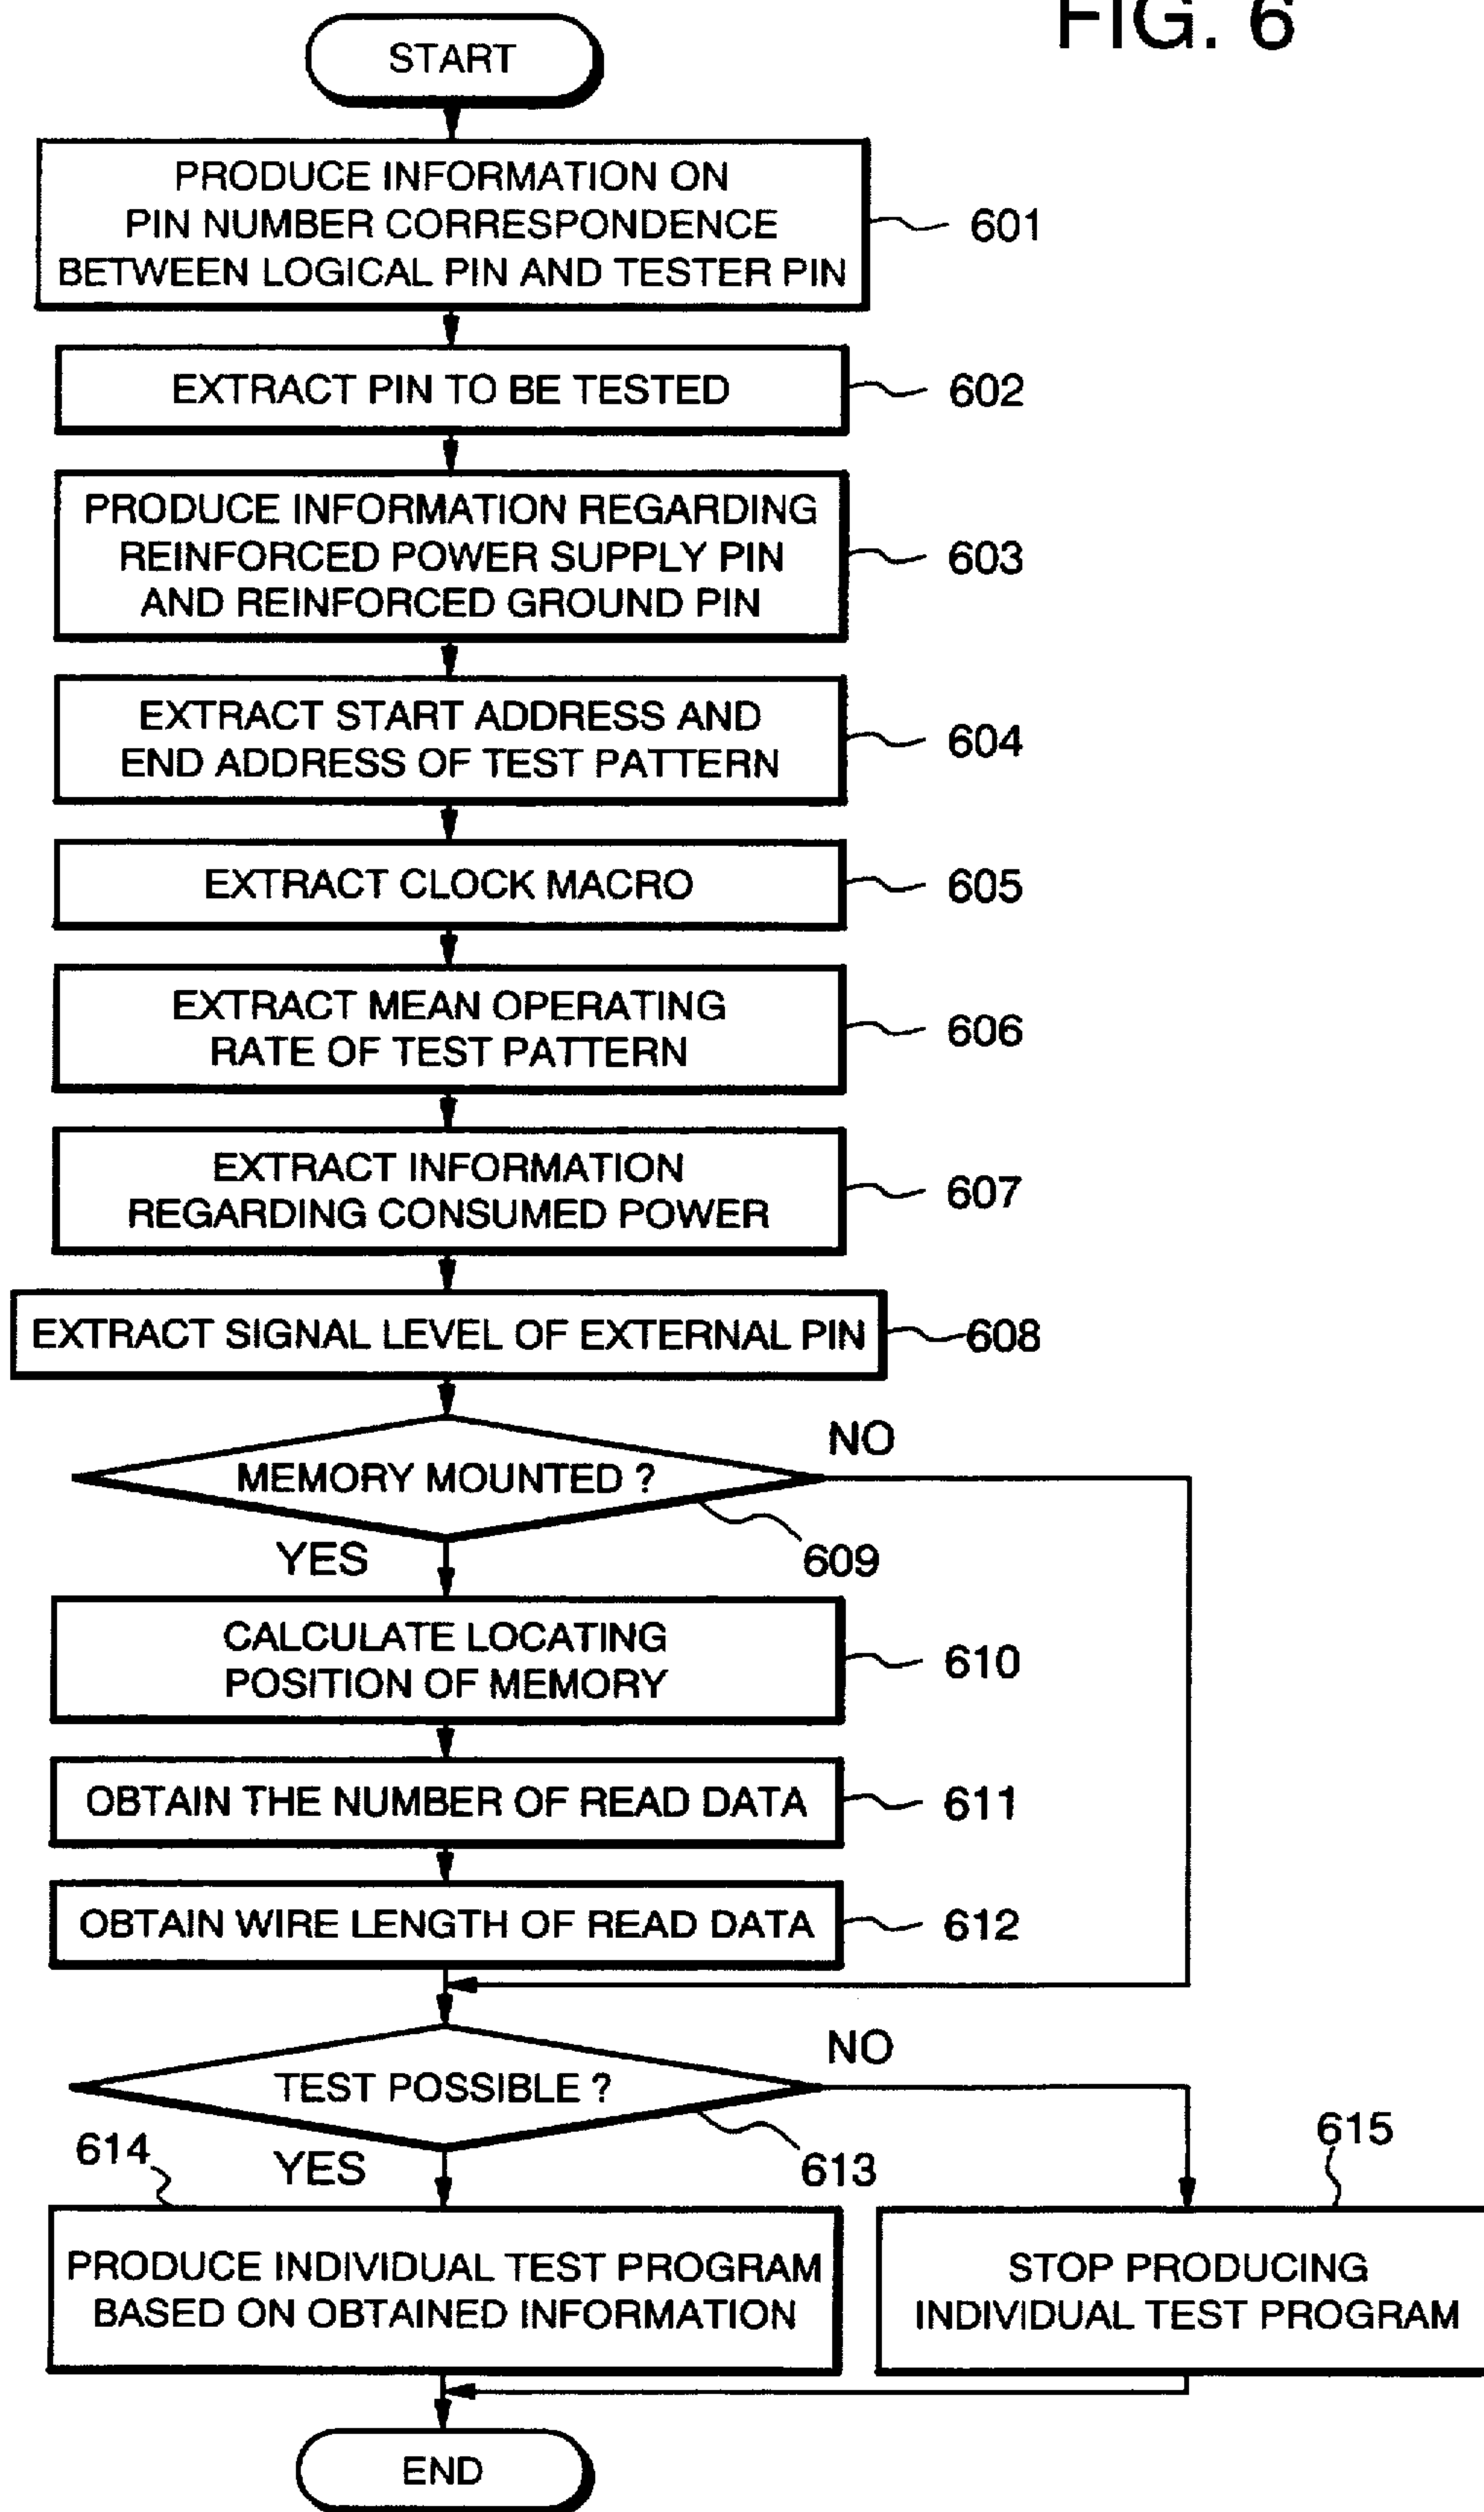 FIG. 6
START
PRODUCE INFORMATION ON
PIN NUMBER CORRESPONDENCE
BETWEEN LOGICAL PIN AND TESTER PIN
601
EXTRACT PIN TO BE TESTED
602
PRODUCE INFORMATION REGARDING
REINFORCED POWER SUPPLY PIN
AND REINFORCED GROUND PIN
603
EXTRACT START ADDRESS AND
END ADDRESS OF TEST PATTERN
604
EXTRACT CLOCK MACRO
605
EXTRACT MEAN OPERATING
RATE OF TEST PATTERN
606
EXTRACT INFORMATION
REGARDING CONSUMED POWER
607
EXTRACT SIGNAL LEVEL OF EXTERNAL PIN
608
NO
MEMORY MOUNTED ?
609
YES
CALCULATE LOCATING
POSITION OF MEMORY
610
OBTAIN THE NUMBER OF READ DATA
611
OBTAIN WIRE LENGTH OF READ DATA
612
NO
TEST POSSIBLE ?
613
614
YES
615
PRODUCE INDIVIDUAL TEST PROGRAM
BASED ON OBTAINED INFORMATION
STOP PRODUCING
INDIVIDUAL TEST PROGRAM
END